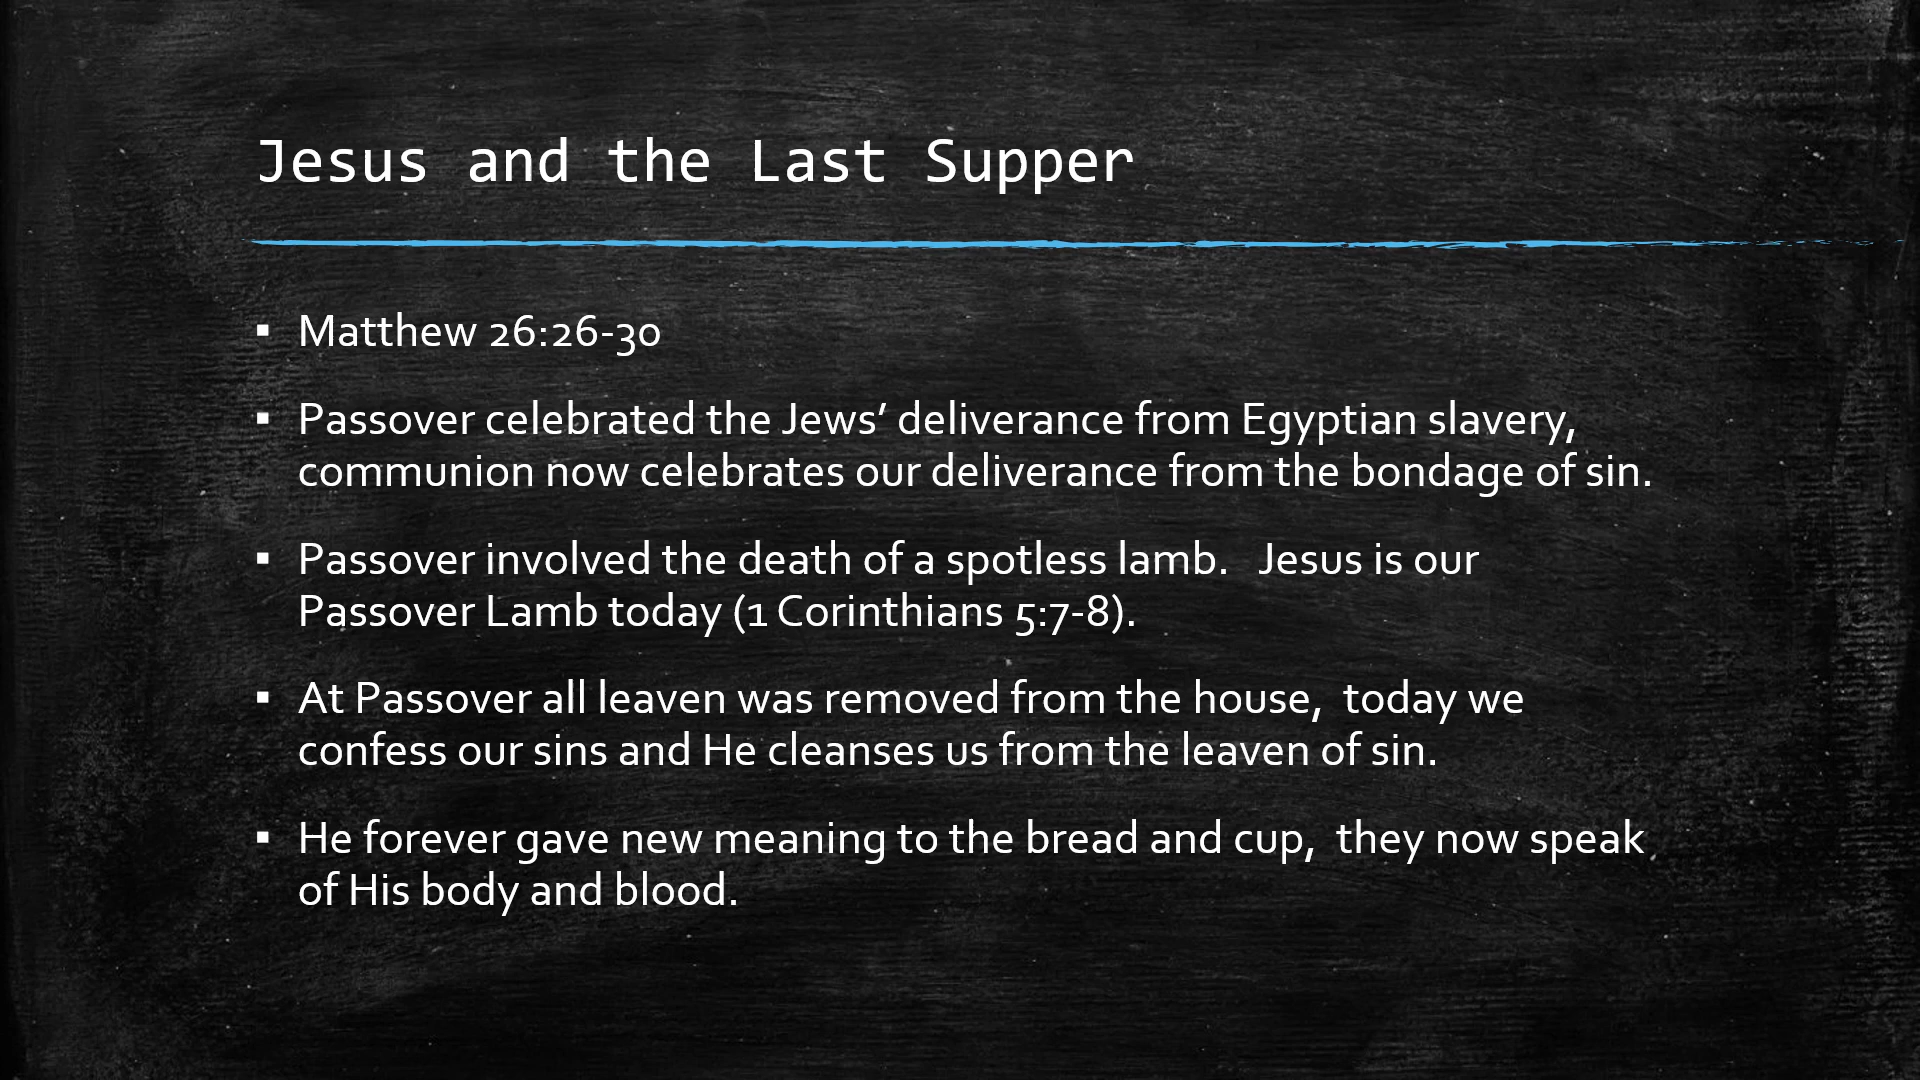 Jesus and the Last Supper
▪ Matthew 26:26-30
▪ Passover celebrated the Jews’ deliverance from Egyptian slavery,
communion now celebrates our deliverance from the bondage of sin.
▪ Passover involved the death of a spotless lamb.   Jesus is our
Passover Lamb today (1 Corinthians 5:7-8).
▪ At Passover all leaven was removed from the house,  today we
confess our sins and He cleanses us from the leaven of sin.
▪ He forever gave new meaning to the bread and cup,  they now speak
of His body and blood.